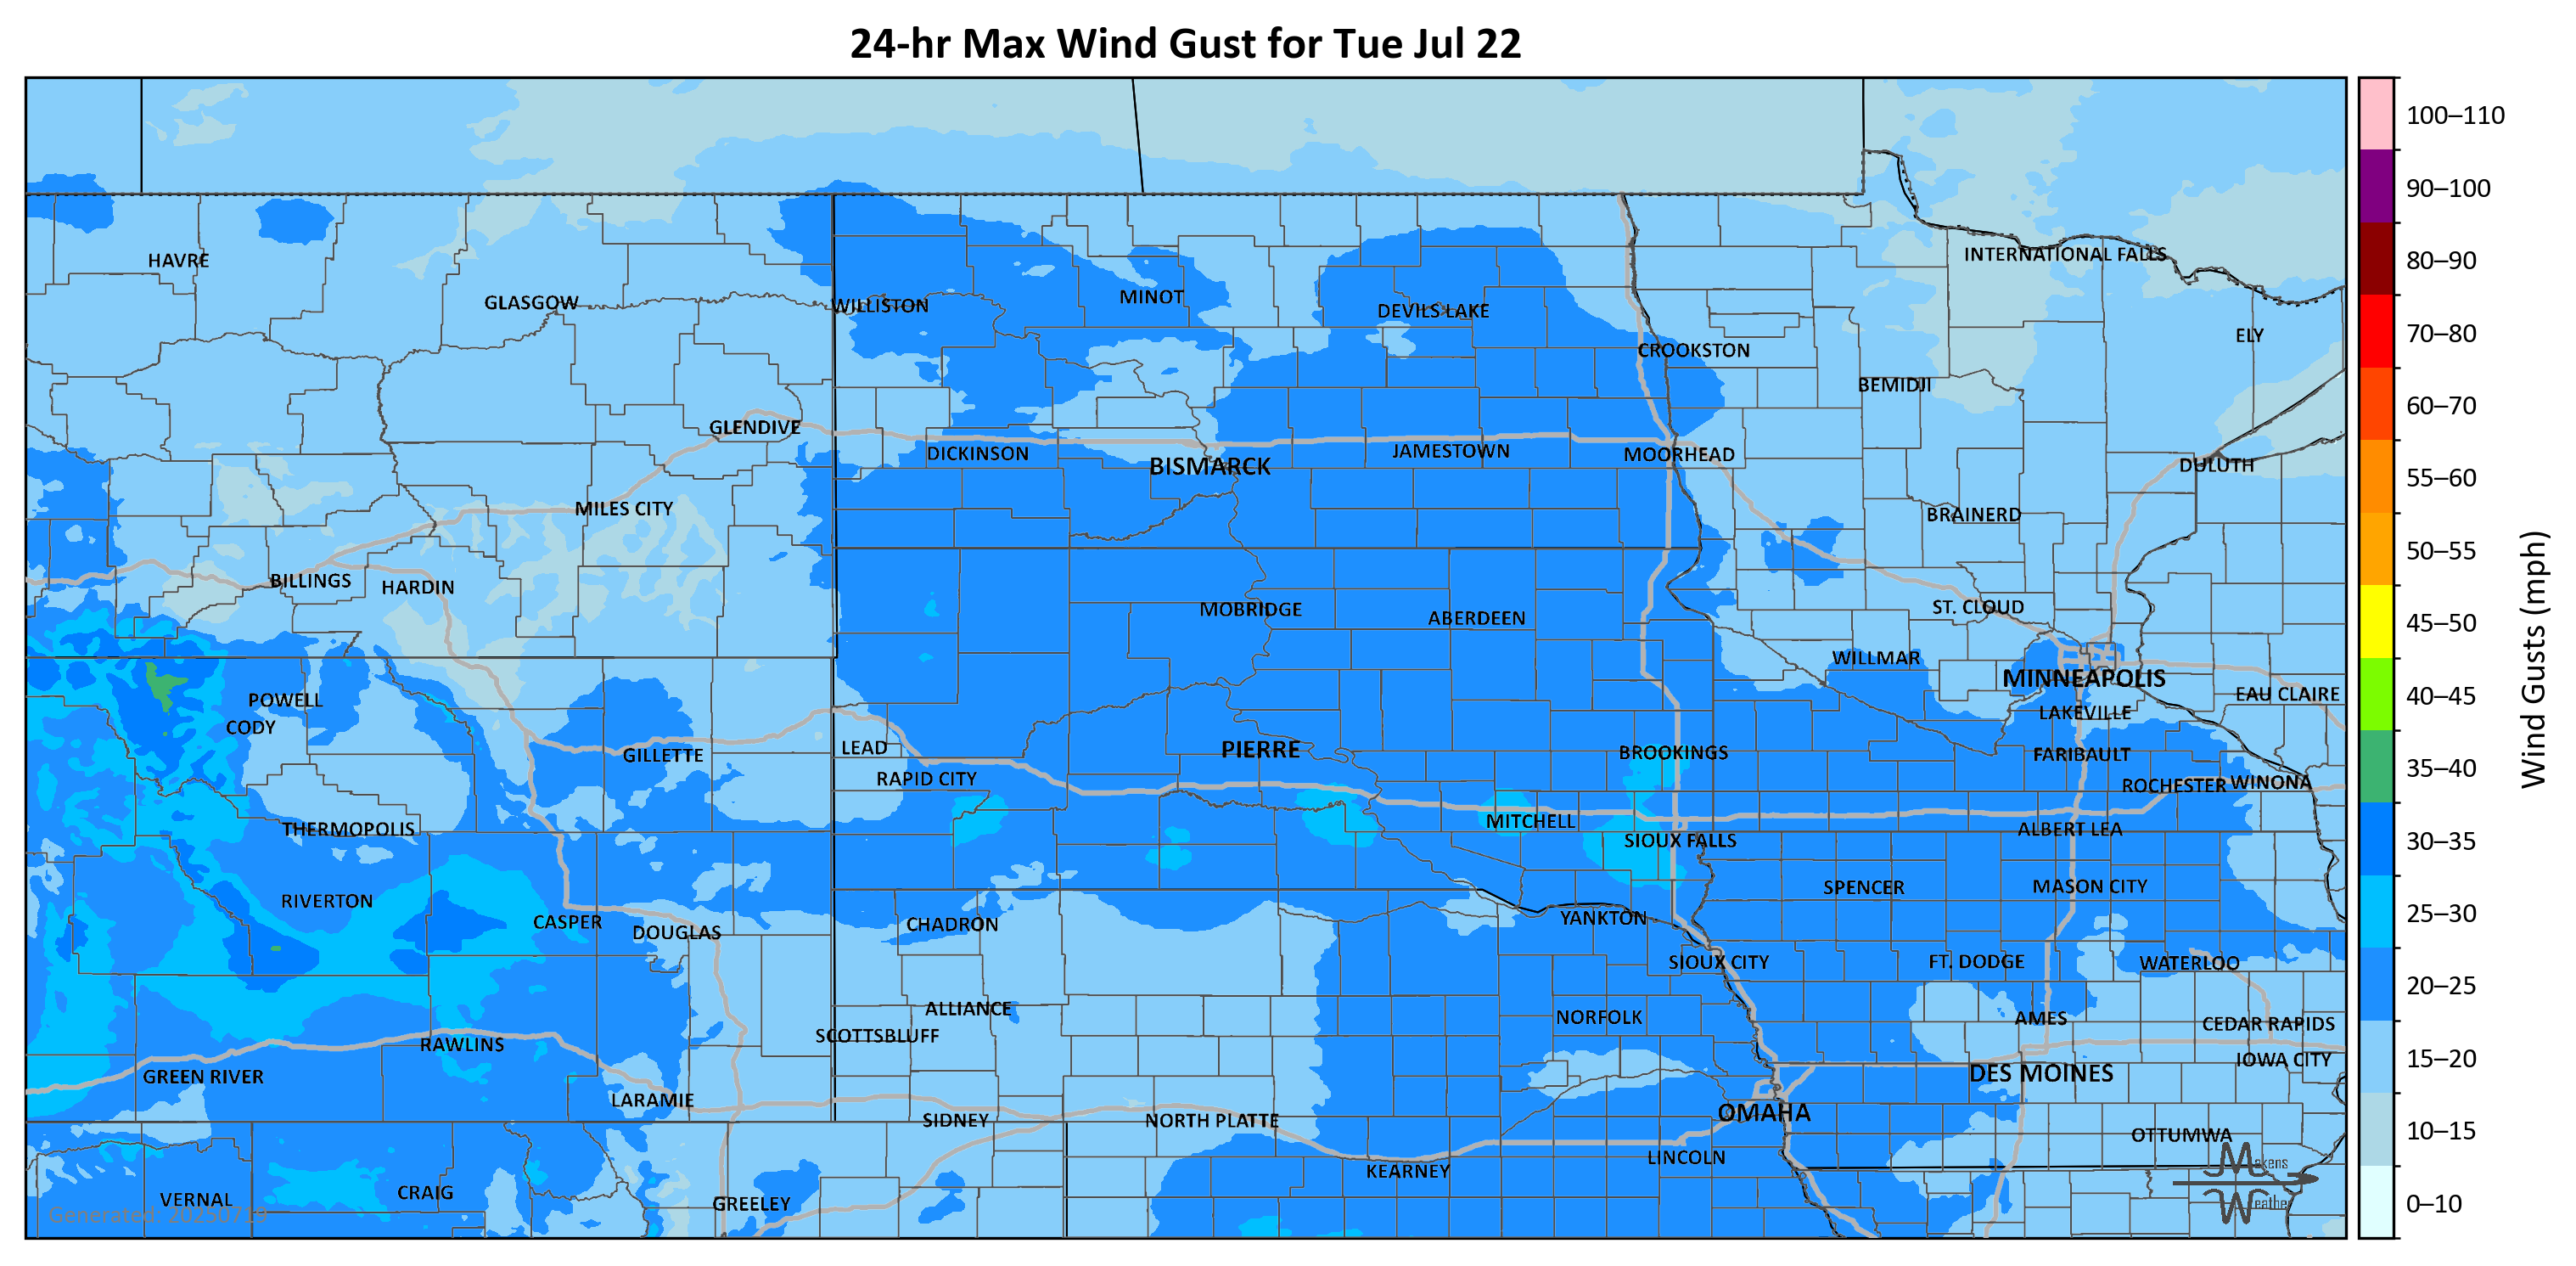 24-hr Max Wind Gust for Tue Jul 22
100–110
90–100
80–90
70–80
60–70
55–60
50–55
45–50
40–45
35–40
30–35
25–30
20–25
15–20
10–15
0–10
Wind Gusts (mph)
HAVRE
INTERNATIONAL FALLS
GLASGOW
WILLISTON
MINOT
DEVILS LAKE
ELY
CROOKSTON
BEMIDJI
GLENDIVE
DICKINSON
BISMARCK
JAMESTOWN
MOORHEAD
DULUTH
MILES CITY
BRAINERD
BILLINGS
HARDIN
MOBRIDGE
ABERDEEN
ST. CLOUD
WILLMAR
MINNEAPOLIS
POWELL
EAU CLAIRE
CODY
LAKEVILLE
GILLETTE
LEAD
PIERRE
BROOKINGS
FARIBAULT
RAPID CITY
ROCHESTER
WINONA
THERMOPOLIS
MITCHELL
SIOUX FALLS
ALBERT LEA
RIVERTON
SPENCER
MASON CITY
CASPER
DOUGLAS
CHADRON
YANKTON
SIOUX CITY
FT. DODGE
WATERLOO
ALLIANCE
NORFOLK
AMES
CEDAR RAPIDS
SCOTTSBLUFF
RAWLINS
IOWA CITY
GREEN RIVER
DES MOINES
LARAMIE
SIDNEY
NORTH PLATTE
OMAHA
OTTUMWA
KEARNEY
LINCOLN
VERNAL
CRAIG
GREELEY
Generated: 20250719
Makens
Weather